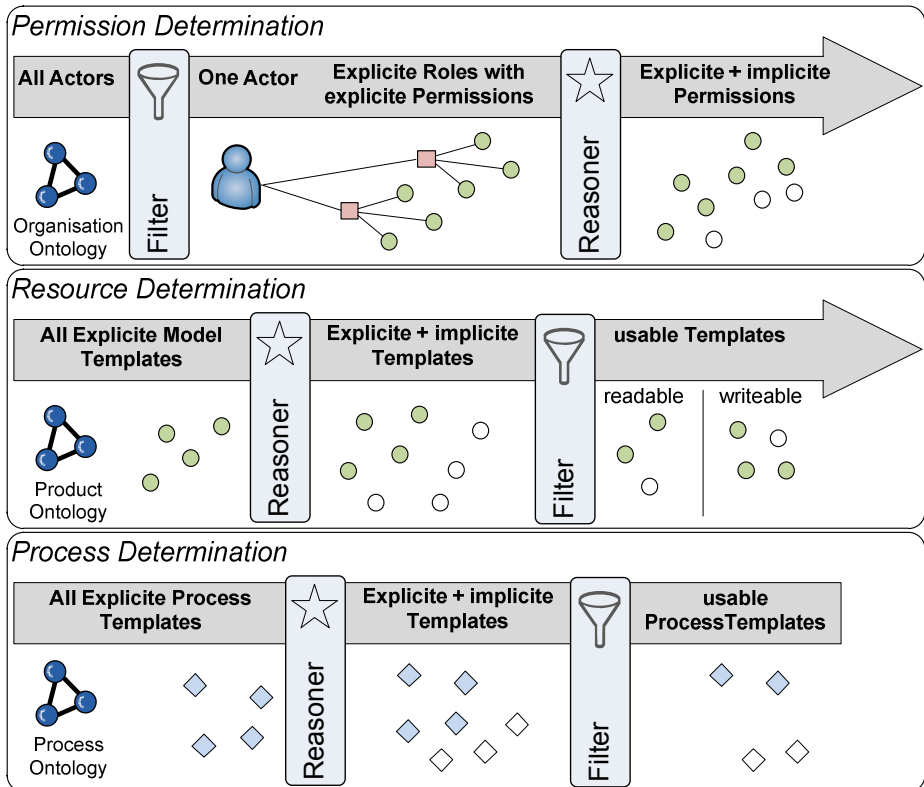 Permission Determination
All Actors
Filter
One Actor
Explicite Roles with
explicite Permissions
Reasoner
Explicite + implicite
Permissions
Organisation
Ontology
Resource Determination
All Explicite Model
Templates
Reasoner
Explicite + implicite
Templates
Filter
usable Templates
readable
writeable
Product
Ontology
Process Determination
All Explicite Process
Templates
Reasoner
Explicite + implicite
Templates
Filter
usable
ProcessTemplates
Process
Ontology